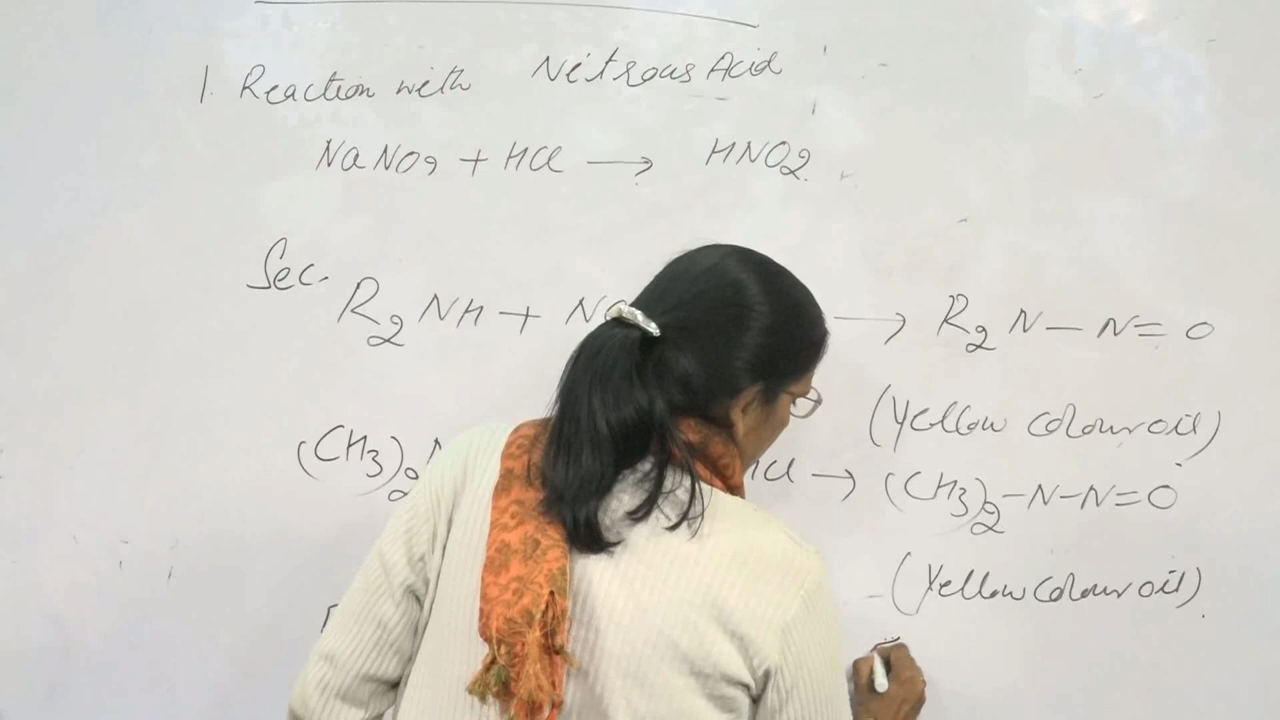 1. Reaction with Nitrous Acid
NaNO2 + HCl → HNO2
Sec. R2NH + → R2N–N=O
(Yellow colour oil)
(CH3)2 HCl → (CH3)2–N–N=O
(Yellow colour oil)